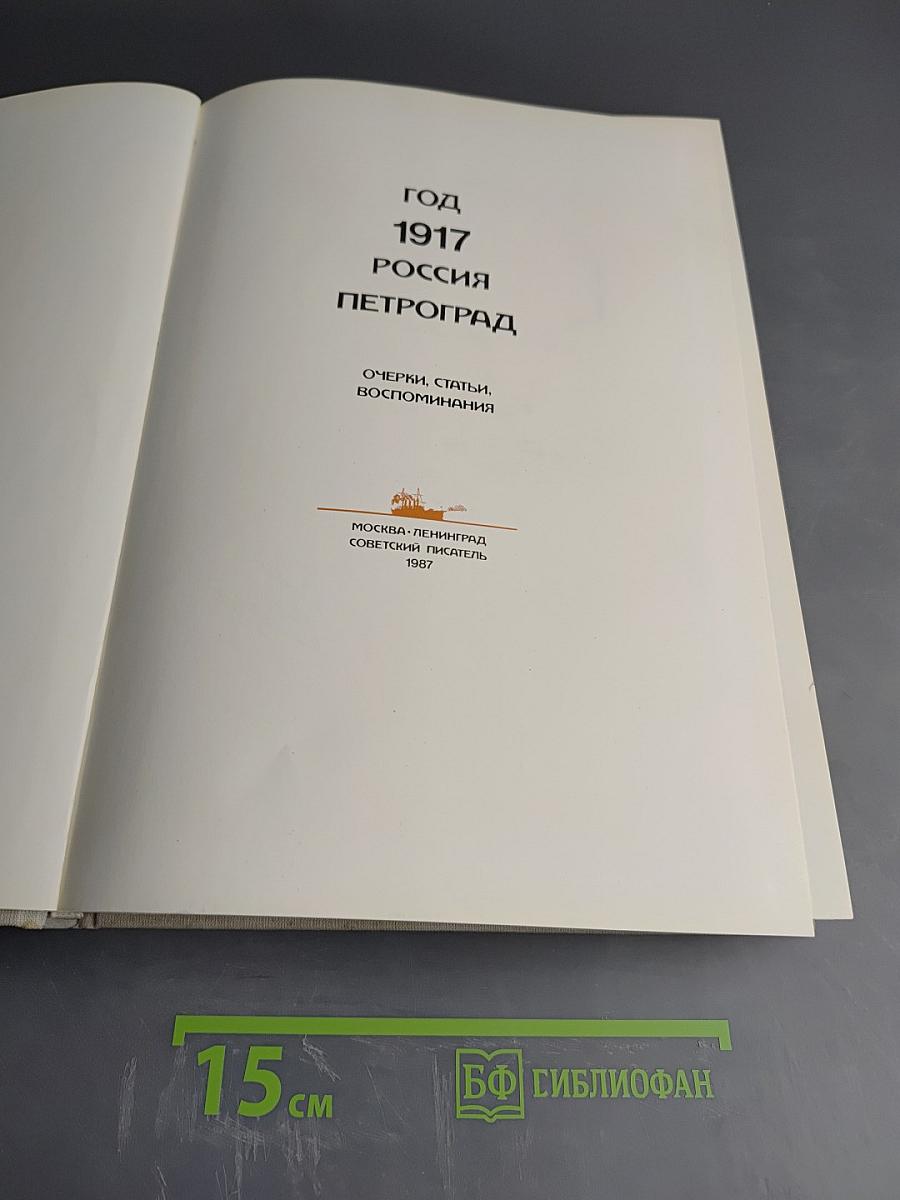 ГОД
1917
РОССИЯ
ПЕТРОГРАД
ОЧЕРКИ, СТАТЬИ,
ВОСПОМИНАНИЯ
МОСКВА · ЛЕНИНГРАД
СОВЕТСКИЙ ПИСАТЕЛЬ
1987
15 см
БФ БИБЛИОФАН